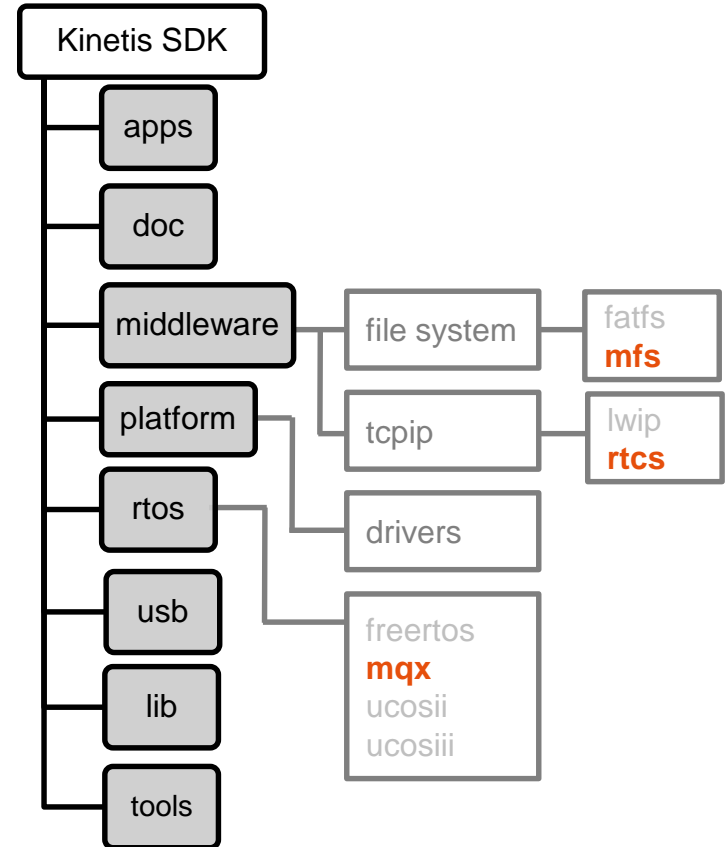 Kinetis SDK
apps
doc
middleware
file system
fatfs
mfs
platform
tcpip
lwip
rtcs
rtos
drivers
usb
freertos
mqx
ucosii
ucosiii
lib
tools